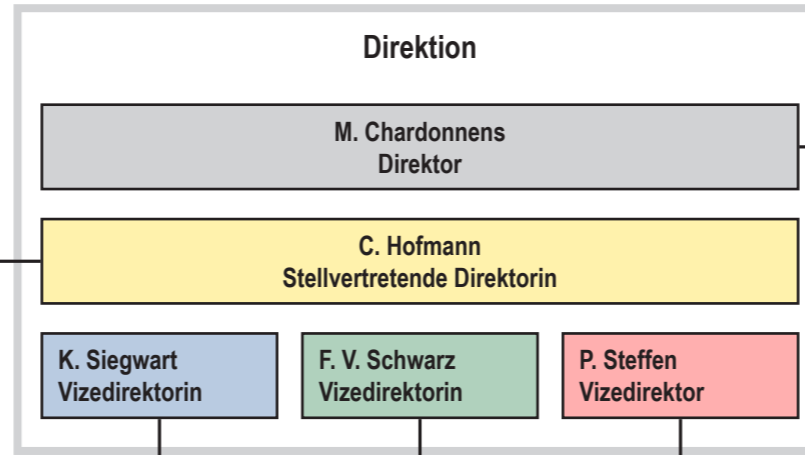 Direktion
M. Chardonnens
Direktor
C. Hofmann
Stellvertretende Direktorin
K. Siegwart
Vizedirektorin
F. V. Schwarz
Vizedirektorin
P. Steffen
Vizedirektor